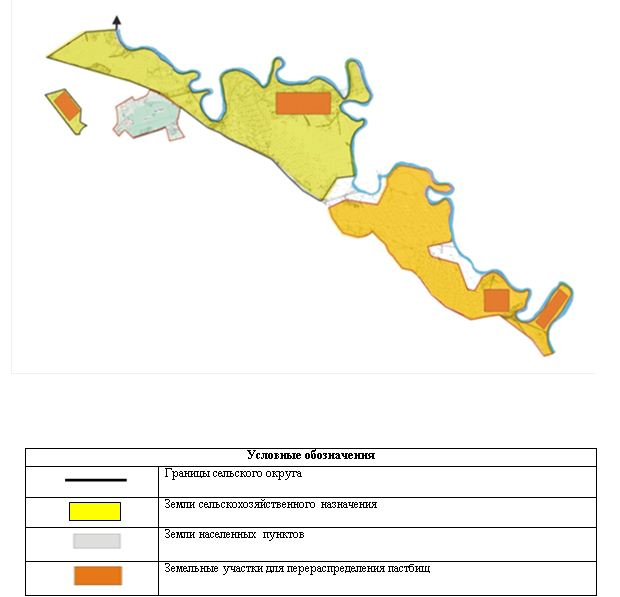 Условные обозначения
Границы сельского округа
Земли сельскохозяйственного назначения
Земли населенных пунктов
Земельные участки для перераспределения пастбищ